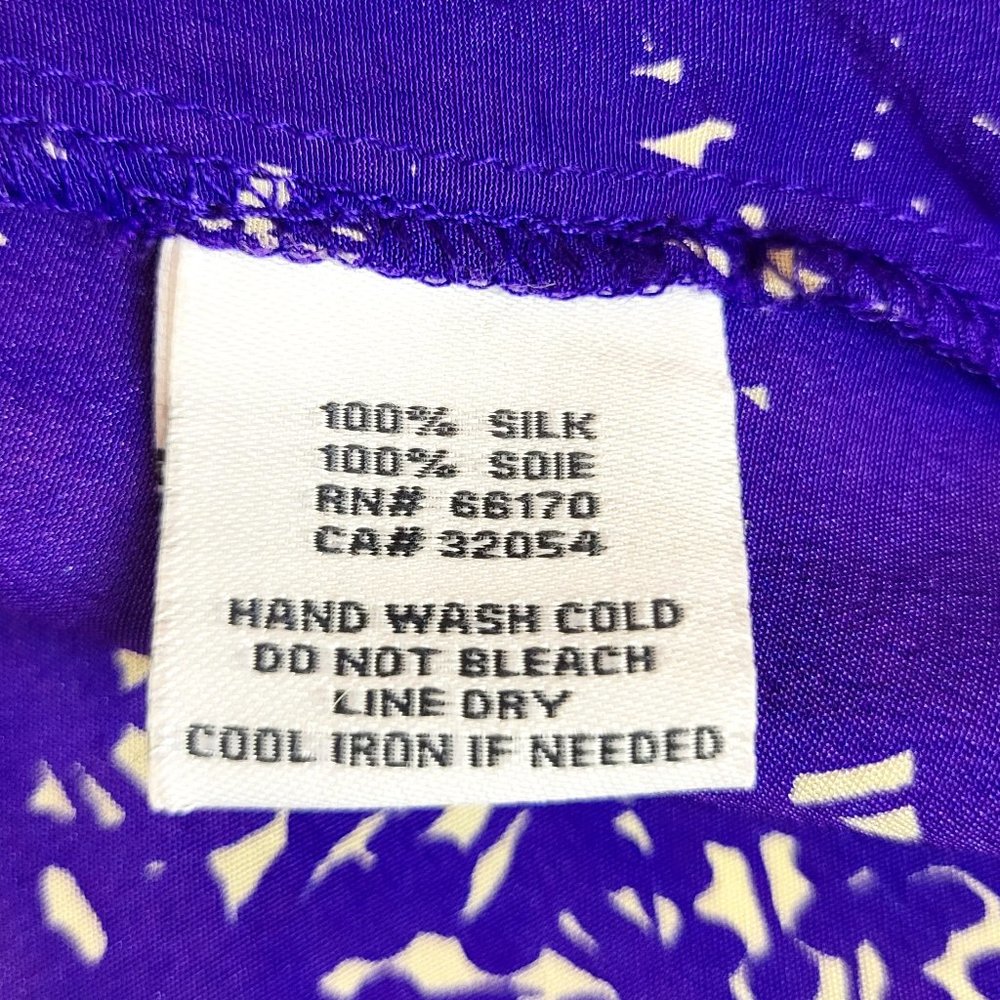 100% SILK
100% SOIE
RN# 66170
CA# 32054
HAND WASH COLD
DO NOT BLEACH
LINE DRY
COOL IRON IF NEEDED